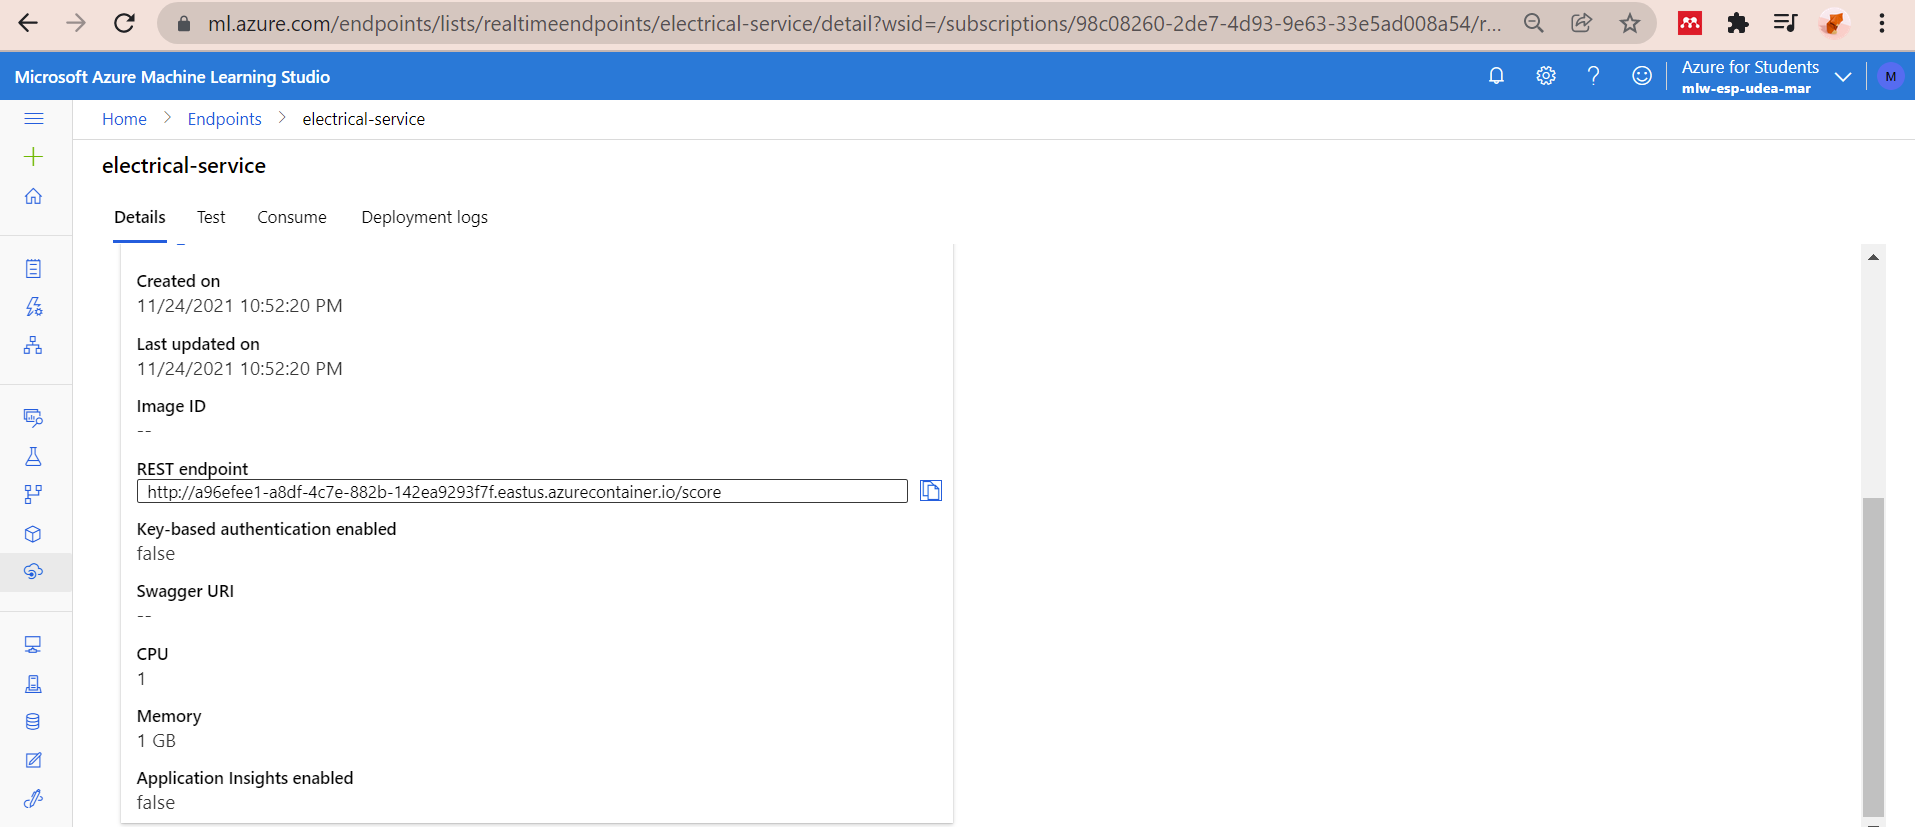 ml.azure.com/endpoints/lists/realtimeendpoints/electrical-service/detail?wsid=/subscriptions/98c08260-2de7-4d93-9e63-33e5ad008a54/r...
Microsoft Azure Machine Learning Studio
Azure for Students
mlw-esp-udea-mar
M
Home > Endpoints > electrical-service
electrical-service
Details Test Consume Deployment logs
Created on
11/24/2021 10:52:20 PM
Last updated on
11/24/2021 10:52:20 PM
Image ID
--
REST endpoint
http://a96efee1-a8df-4c7e-882b-142ea9293f7f.eastus.azurecontainer.io/score
Key-based authentication enabled
false
Swagger URI
--
CPU
1
Memory
1 GB
Application Insights enabled
false